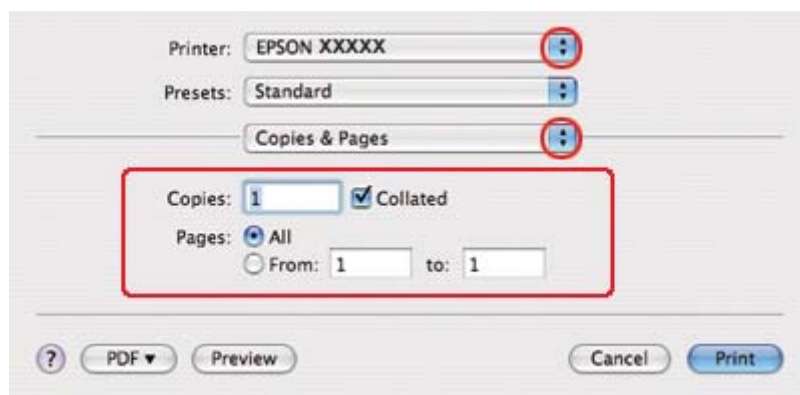 Printer: EPSON XXXXX
Presets: Standard
Copies & Pages
Copies: 1 Collated
Pages: All
From: 1 to: 1
? PDF Preview Cancel Print